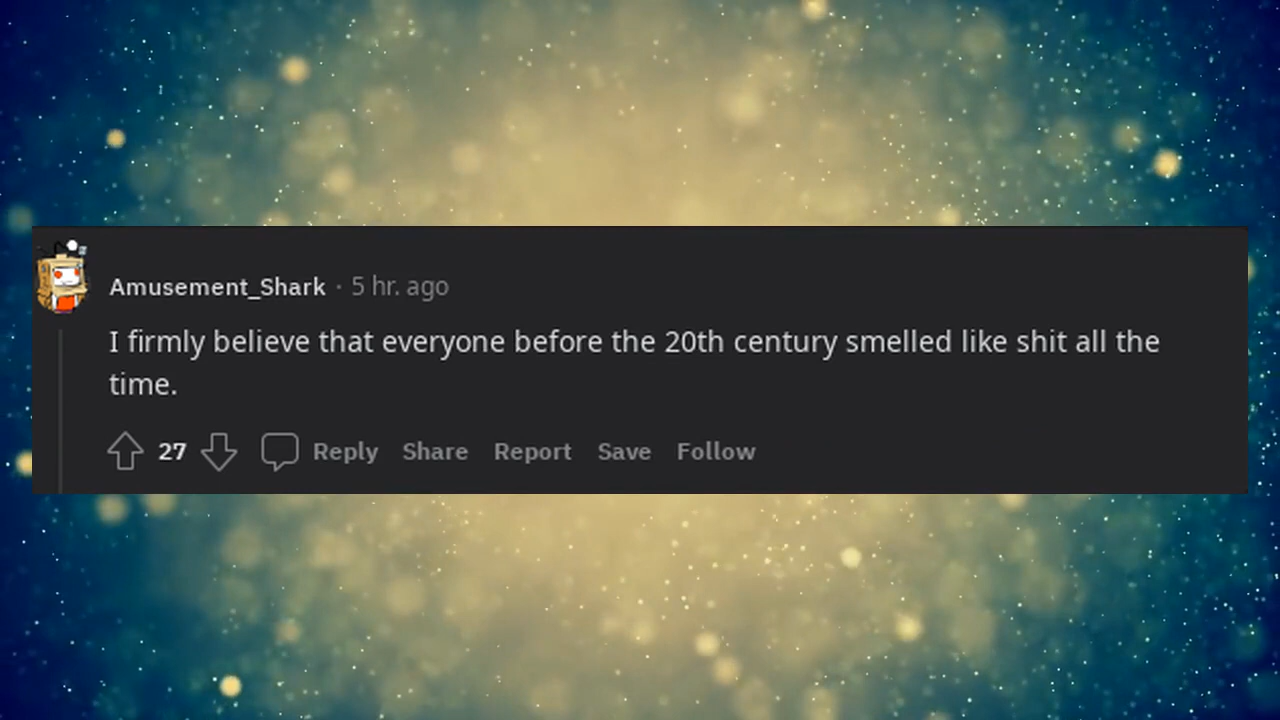 Amusement_Shark · 5 hr. ago
I firmly believe that everyone before the 20th century smelled like shit all the
time.
27 Reply Share Report Save Follow